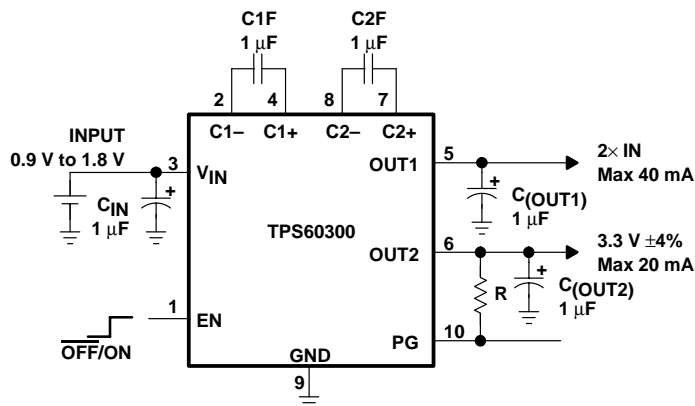 C1F
1 µF
C2F
1 µF
2
4
8
7
C1–
C1+
C2–
C2+
INPUT
0.9 V to 1.8 V
3
VIN
CIN
1 µF
OUT1
5
2× IN
Max 40 mA
C(OUT1)
1 µF
TPS60300
OUT2
6
3.3 V ±4%
Max 20 mA
R
C(OUT2)
1 µF
1
EN
OFF/ON
PG
10
GND
9